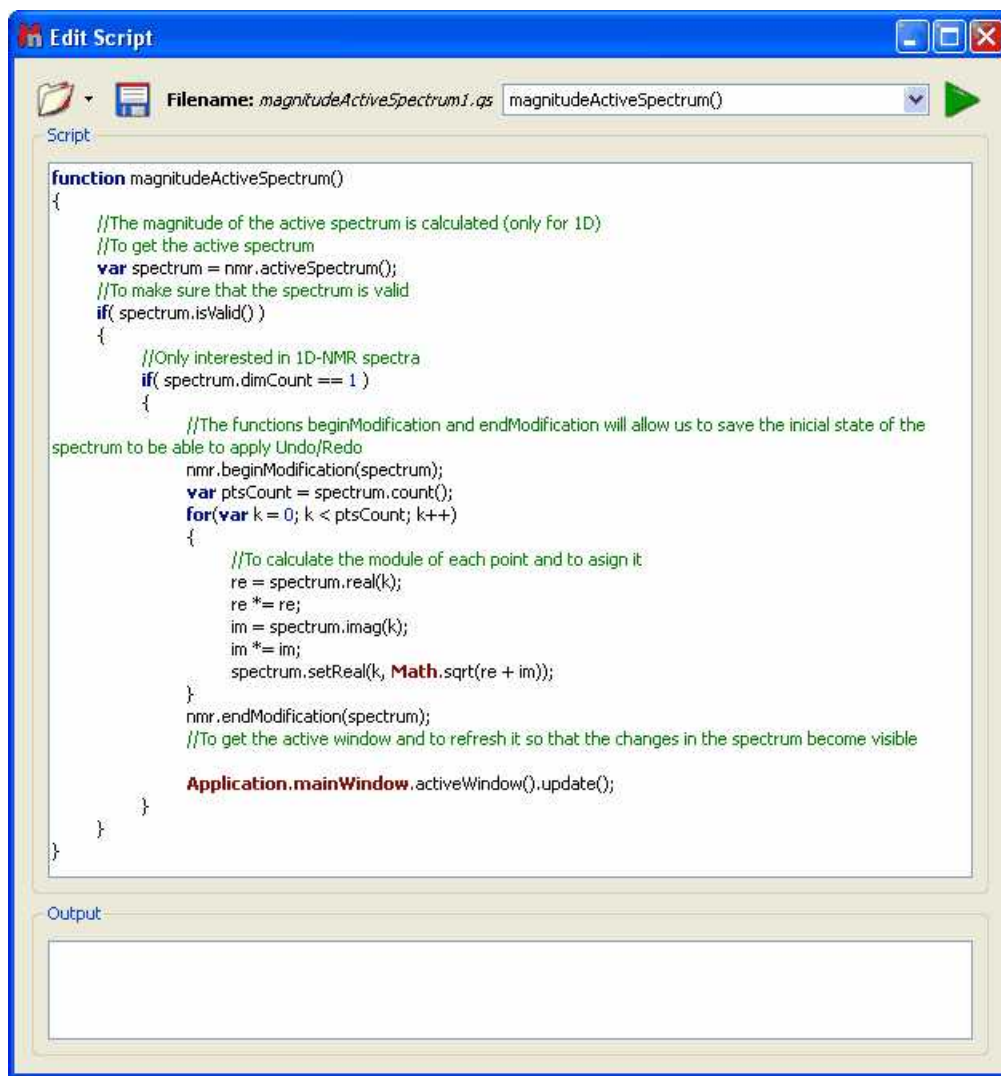 Edit Script
Filename: magnitudeActiveSpectrum1.qs magnitudeActiveSpectrum()
Script
function magnitudeActiveSpectrum()
{
//The magnitude of the active spectrum is calculated (only for 1D)
//To get the active spectrum
var spectrum = nmr.activeSpectrum();
//To make sure that the spectrum is valid
if( spectrum.isValid() )
{
//Only interested in 1D-NMR spectra
if( spectrum.dimCount == 1 )
{
//The functions beginModification and endModification will allow us to save the inicial state of the
spectrum to be able to apply Undo/Redo
nmr.beginModification(spectrum);
var ptsCount = spectrum.count();
for(var k = 0; k < ptsCount; k++)
{
//To calculate the module of each point and to asign it
re = spectrum.real(k);
re *= re;
im = spectrum.imag(k);
im *= im;
spectrum.setReal(k, Math.sqrt(re + im));
}
nmr.endModification(spectrum);
//To get the active window and to refresh it so that the changes in the spectrum become visible
Application.mainWindow.activeWindow().update();
}
}
}
Output